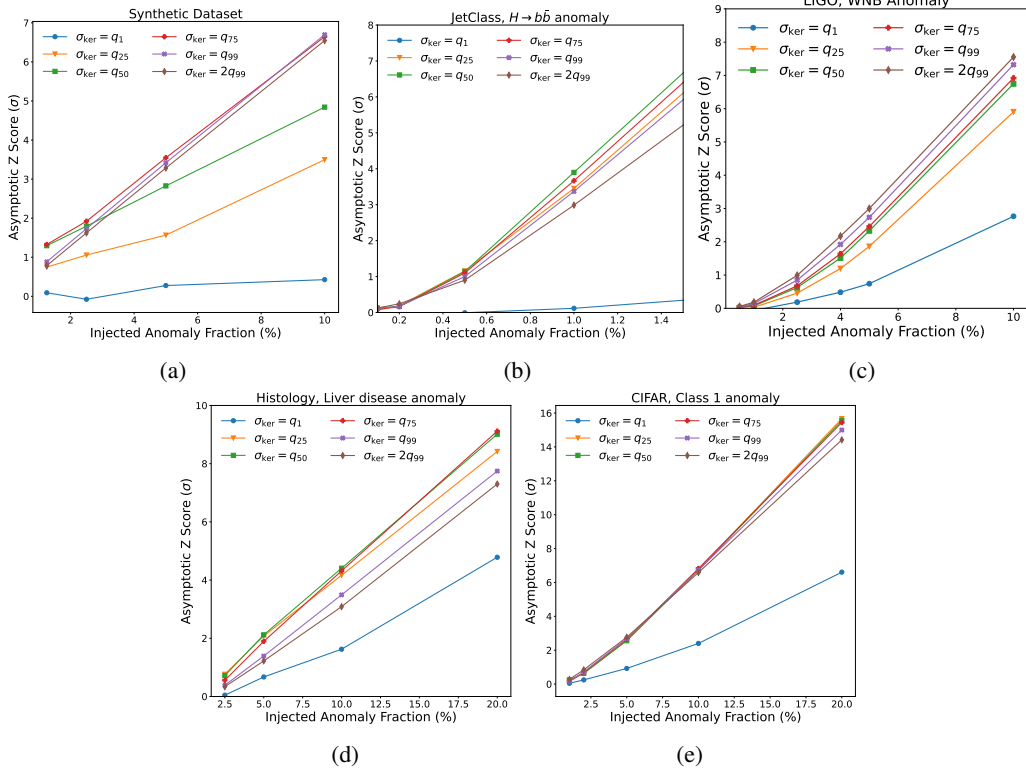 Synthetic Dataset
σker = q1
σker = q25
σker = q50
σker = q75
σker = q99
σker = 2q99
Asymptotic Z Score (σ)
7
6
5
4
3
2
1
0
2
4
6
8
10
Injected Anomaly Fraction (%)
(a)
JetClass, H → bb̄ anomaly
σker = q1
σker = q25
σker = q50
σker = q75
σker = q99
σker = 2q99
Asymptotic Z Score (σ)
8
7
6
5
4
3
2
1
0
0.2
0.4
0.6
0.8
1.0
1.2
1.4
Injected Anomaly Fraction (%)
(b)
LIGO, WNB Anomaly
σker = q1
σker = q25
σker = q50
σker = q75
σker = q99
σker = 2q99
Asymptotic Z Score (σ)
9
8
7
6
5
4
3
2
1
0
2
4
6
8
10
Injected Anomaly Fraction (%)
(c)
Histology, Liver disease anomaly
σker = q1
σker = q25
σker = q50
σker = q75
σker = q99
σker = 2q99
Asymptotic Z Score (σ)
10
8
6
4
2
0
2.5
5.0
7.5
10.0
12.5
15.0
17.5
20.0
Injected Anomaly Fraction (%)
(d)
CIFAR, Class 1 anomaly
σker = q1
σker = q25
σker = q50
σker = q75
σker = q99
σker = 2q99
Asymptotic Z Score (σ)
16
14
12
10
8
6
4
2
0
2.5
5.0
7.5
10.0
12.5
15.0
17.5
20.0
Injected Anomaly Fraction (%)
(e)